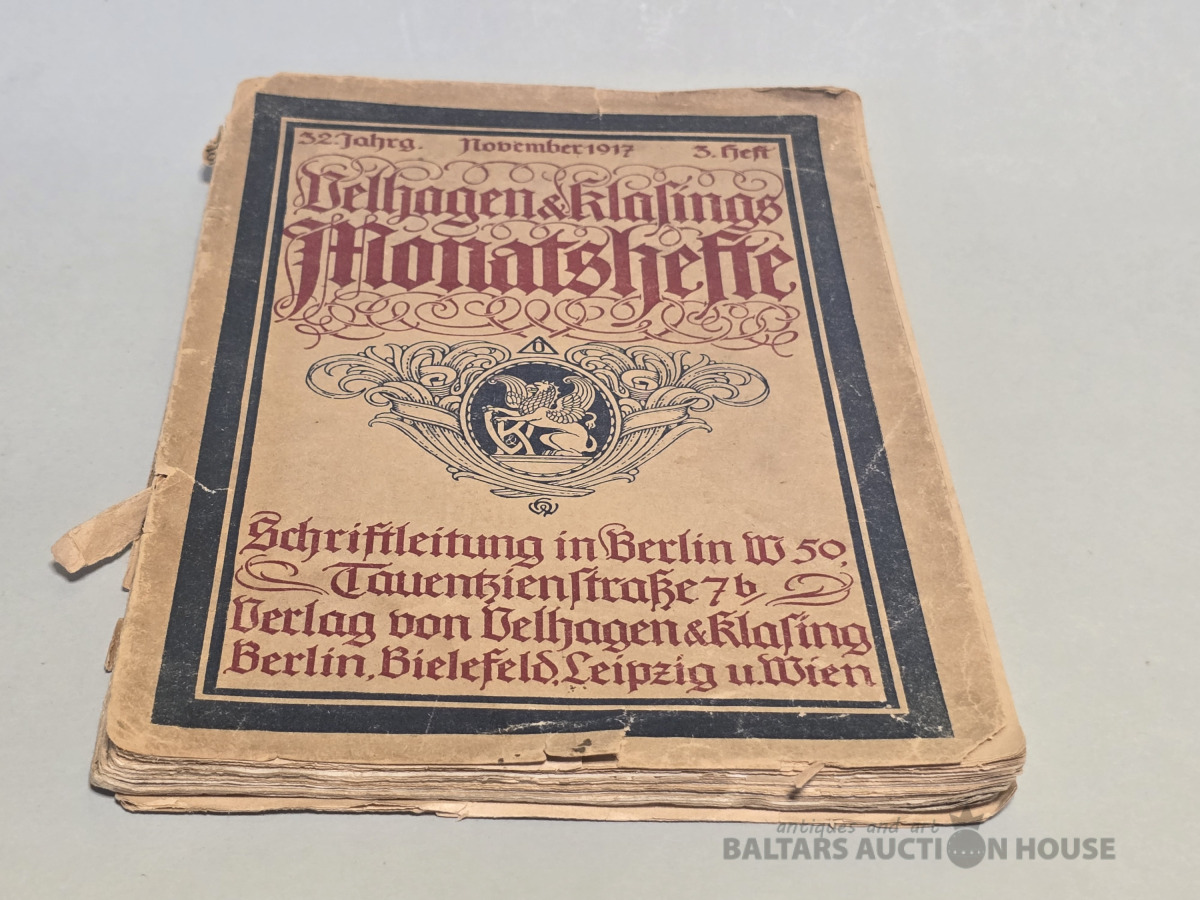 32. Jahrg. November 1917 3. Heft
Velhagen & Klasings
Monatshefte
Ü
VK
Schriftleitung in Berlin W 50,
Tauentzienstraße 7b
Verlag von Velhagen & Klasing
Berlin, Bielefeld, Leipzig u. Wien
antiques and art
BALTARS AUCTION HOUSE